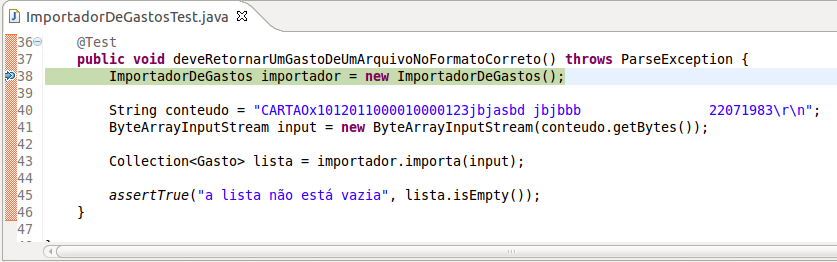 ImportadorDeGastosTest.java
36 @Test
37 public void deveRetornarUmGastoDeUmArquivoNoFormatoCorreto() throws ParseException {
38 ImportadorDeGastos importador = new ImportadorDeGastos();
39
40 String conteudo = "CARTAOx1012011000010000123jbjasbd jbjbbb                22071983\r\n";
41 ByteArrayInputStream input = new ByteArrayInputStream(conteudo.getBytes());
42
43 Collection<Gasto> lista = importador.importa(input);
44
45 assertTrue("a lista não está vazia", lista.isEmpty());
46 }
47